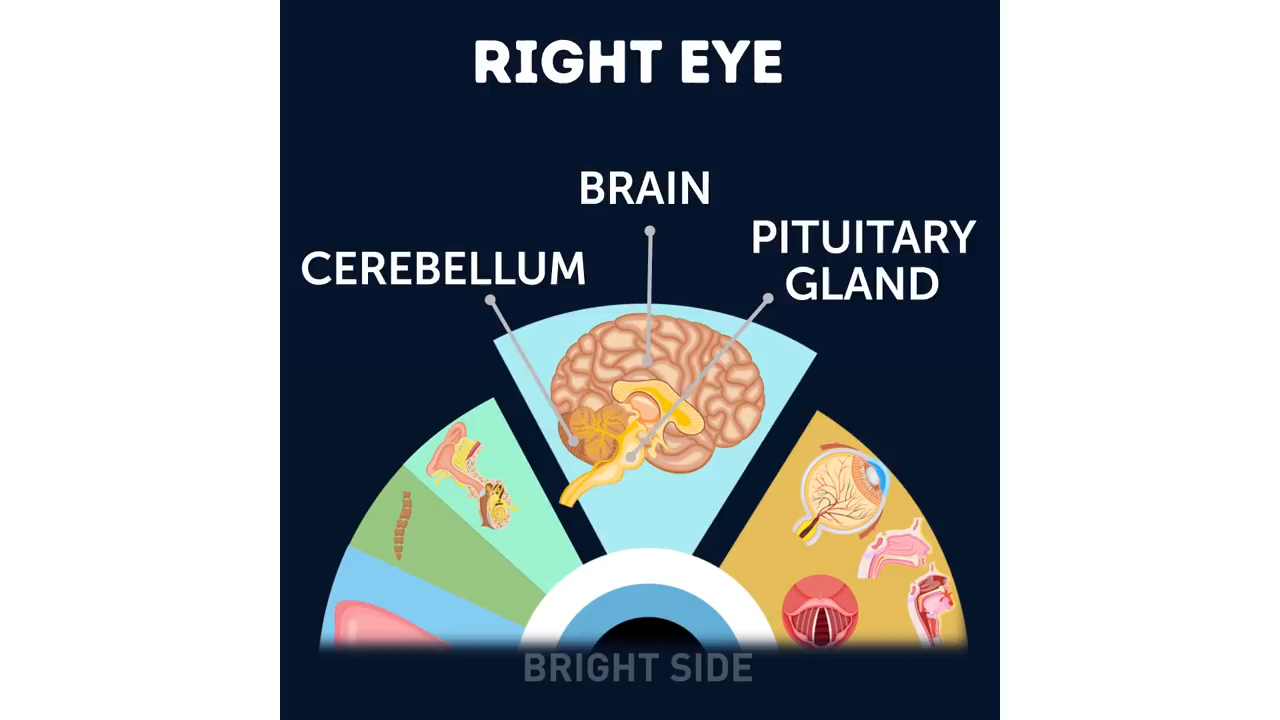 RIGHT EYE
BRAIN
PITUITARY
GLAND
CEREBELLUM
BRIGHT SIDE